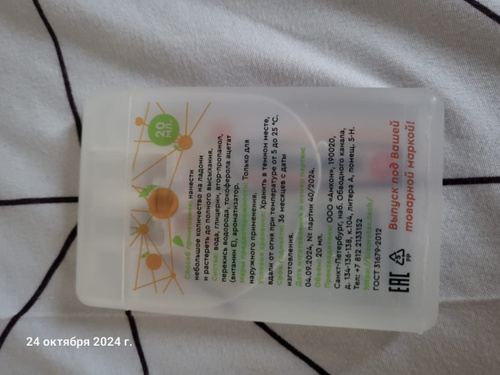 20 МЛ.
нанести
небольшое количество на ладони
и растереть до полного высыхания.
вода, глицерин, втор-пропанол,
перекись водорода, токоферола ацетат
(витамин Е), ароматизатор.
Только для
наружного применения.
Хранить в темном месте,
вдали от огня при температуре от 5 до 25 °С.
36 месяцев с даты
изготовления.
04.09.2024, № партии 40/2024.
20 мл.
ООО «Амкон», 190020,
Санкт-Петербург, наб. Обводного канала,
д. 134-136-138, к.104, литера А, помещ. 5-Н.
Тел: +7 812 2133152
ГОСТ 31679-2012
EAC
PP
Выпуск под Вашей
товарной маркой!
24 октября 2024 г.